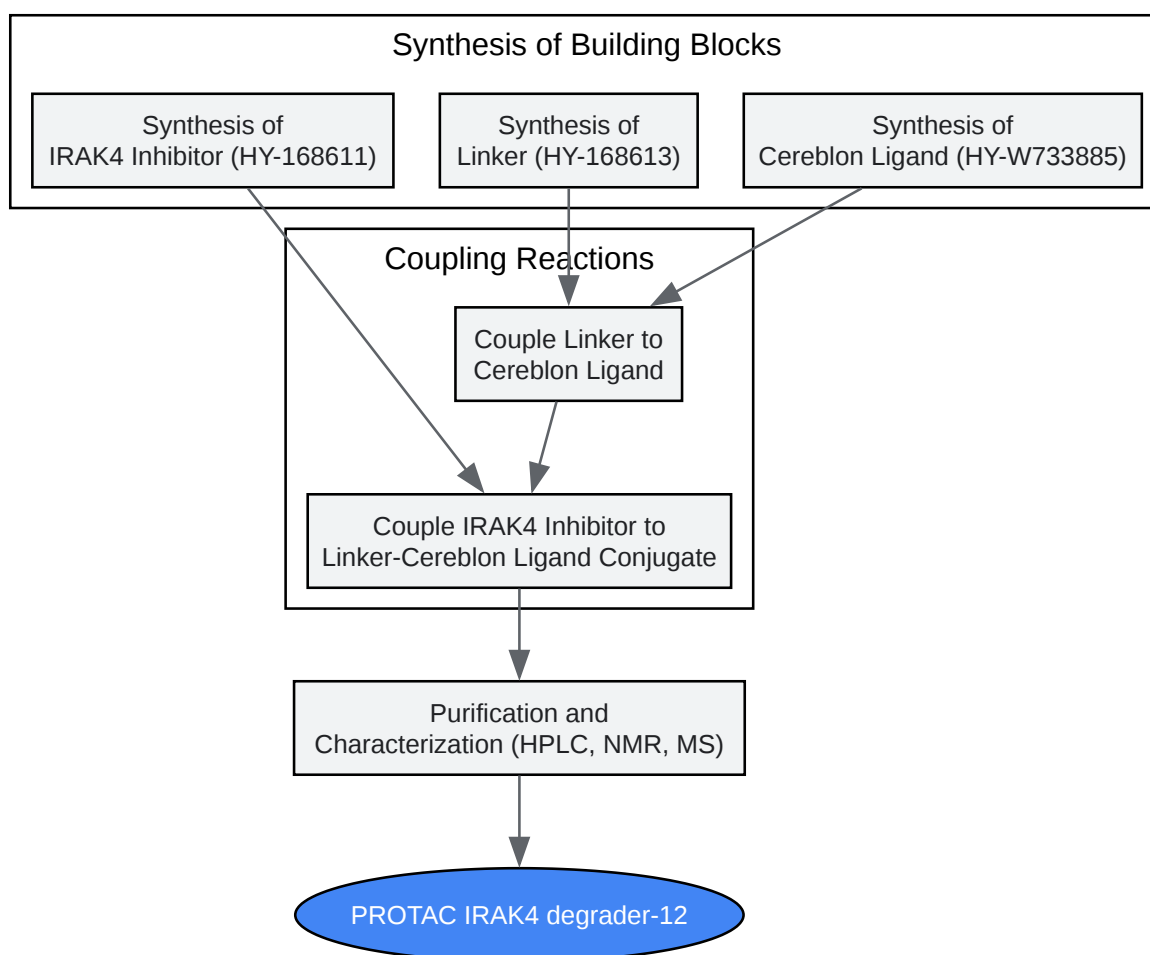 Synthesis of Building Blocks
Synthesis of
IRAK4 Inhibitor (HY-168611)
Synthesis of
Linker (HY-168613)
Synthesis of
Cereblon Ligand (HY-W733885)
Coupling Reactions
Couple Linker to
Cereblon Ligand
Couple IRAK4 Inhibitor to
Linker-Cereblon Ligand Conjugate
Purification and
Characterization (HPLC, NMR, MS)
PROTAC IRAK4 degrader-12